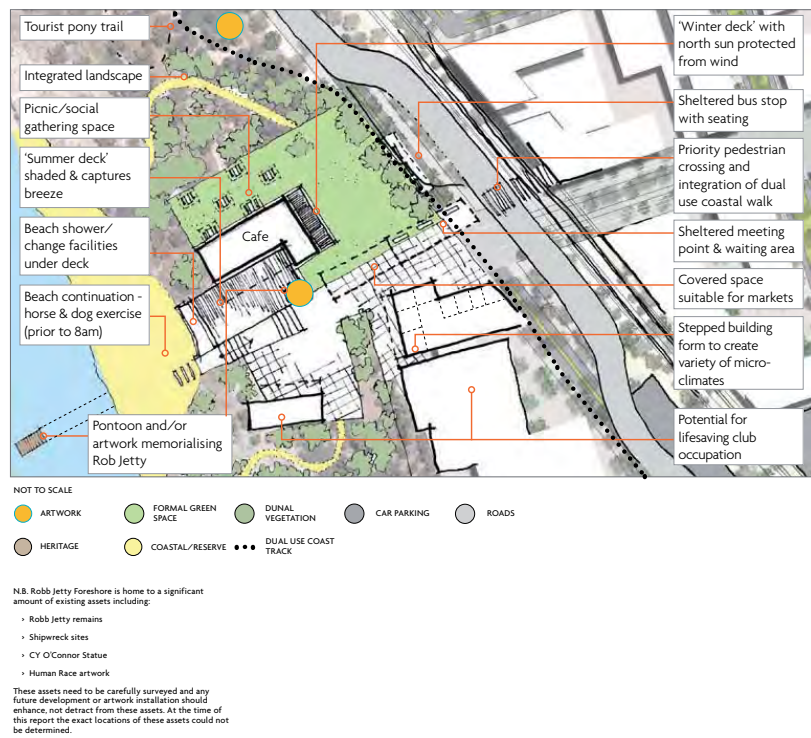 Tourist pony trail
Integrated landscape
Picnic/social
gathering space
‘Summer deck’
shaded & captures
breeze
Beach shower/
change facilities
under deck
Beach continuation -
horse & dog exercise
(prior to 8am)
Pontoon and/or
artwork memorialising
Rob Jetty
Cafe
‘Winter deck’ with
north sun protected
from wind
Sheltered bus stop
with seating
Priority pedestrian
crossing and
integration of dual
use coastal walk
Sheltered meeting
point & waiting area
Covered space
suitable for markets
Stepped building
form to create
variety of micro-
climates
Potential for
lifesaving club
occupation
NOT TO SCALE
ARTWORK
FORMAL GREEN
SPACE
DUNAL
VEGETATION
CAR PARKING
ROADS
HERITAGE
COASTAL/RESERVE
DUAL USE COAST
TRACK
N.B. Robb Jetty Foreshore is home to a significant
amount of existing assets including:
› Robb Jetty remains
› Shipwreck sites
› CY O'Connor Statue
› Human Race artwork
These assets need to be carefully surveyed and any
future development or artwork installation should
enhance, not detract from these assets. At the time of
this report the exact locations of these assets could not
be determined.